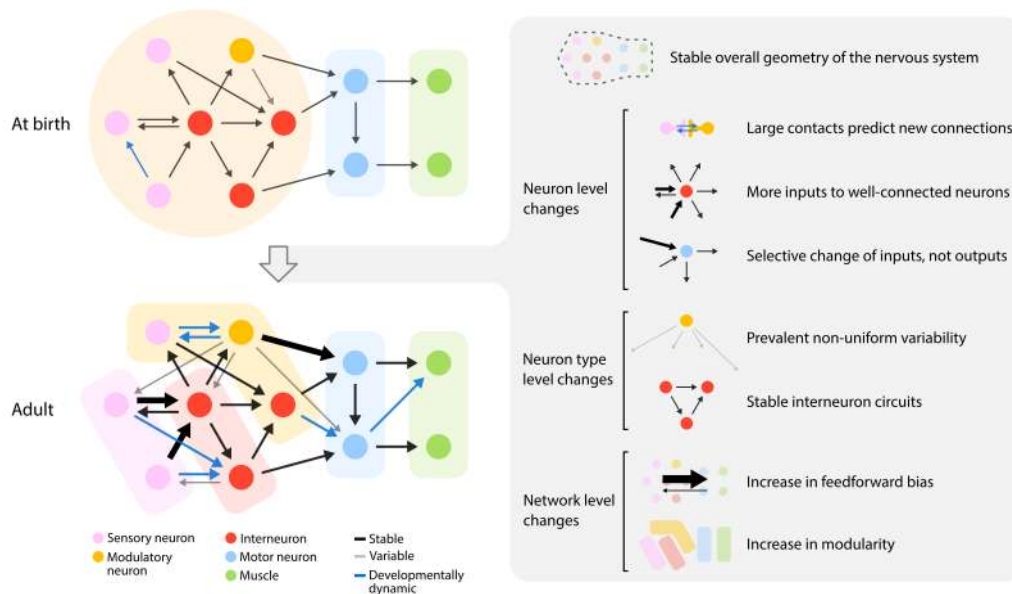 At birth
Adult
Sensory neuron
Modulatory
neuron
Interneuron
Motor neuron
Muscle
Stable
Variable
Developmentally
dynamic
Stable overall geometry of the nervous system
Neuron level
changes
Large contacts predict new connections
More inputs to well-connected neurons
Selective change of inputs, not outputs
Neuron type
level changes
Prevalent non-uniform variability
Stable interneuron circuits
Network level
changes
Increase in feedforward bias
Increase in modularity